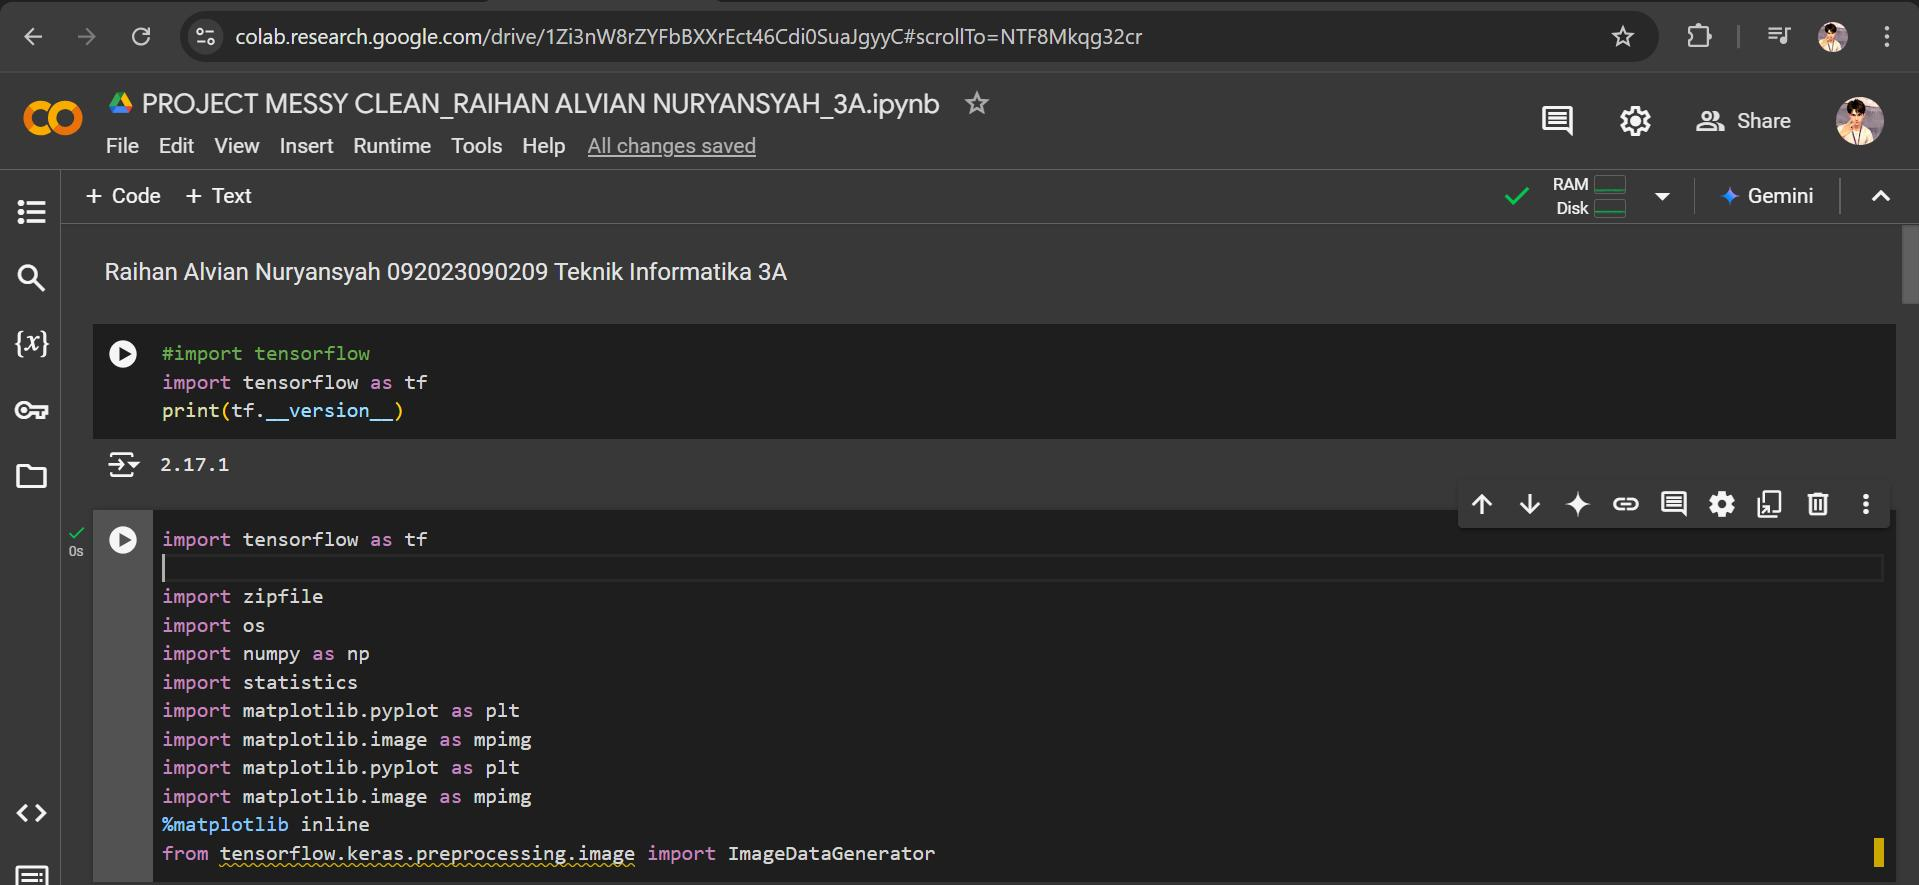 colab.research.google.com/drive/1Zi3nW8rZYFbBXXrEct46Cdi0SuaJgyyC#scrollTo=NTF8Mkqg32cr
PROJECT MESSY CLEAN_RAIHAN ALVIAN NURYANSYAH_3A.ipynb
File Edit View Insert Runtime Tools Help All changes saved
Share
+ Code + Text
RAM
Disk
Gemini
Raihan Alvian Nuryansyah 092023090209 Teknik Informatika 3A
#import tensorflow
import tensorflow as tf
print(tf.__version__)
2.17.1
0s
import tensorflow as tf
import zipfile
import os
import numpy as np
import statistics
import matplotlib.pyplot as plt
import matplotlib.image as mpimg
import matplotlib.pyplot as plt
import matplotlib.image as mpimg
%matplotlib inline
from tensorflow.keras.preprocessing.image import ImageDataGenerator